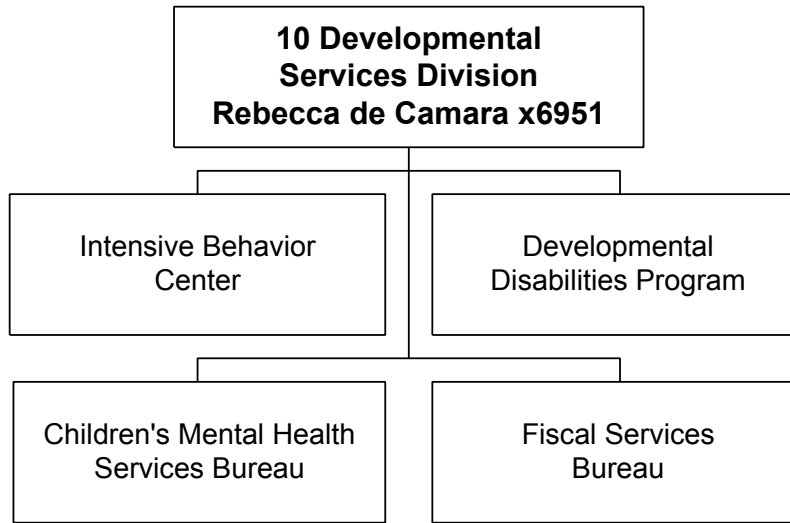 10 Developmental
Services Division
Rebecca de Camara x6951
Intensive Behavior
Center
Developmental
Disabilities Program
Children's Mental Health
Services Bureau
Fiscal Services
Bureau